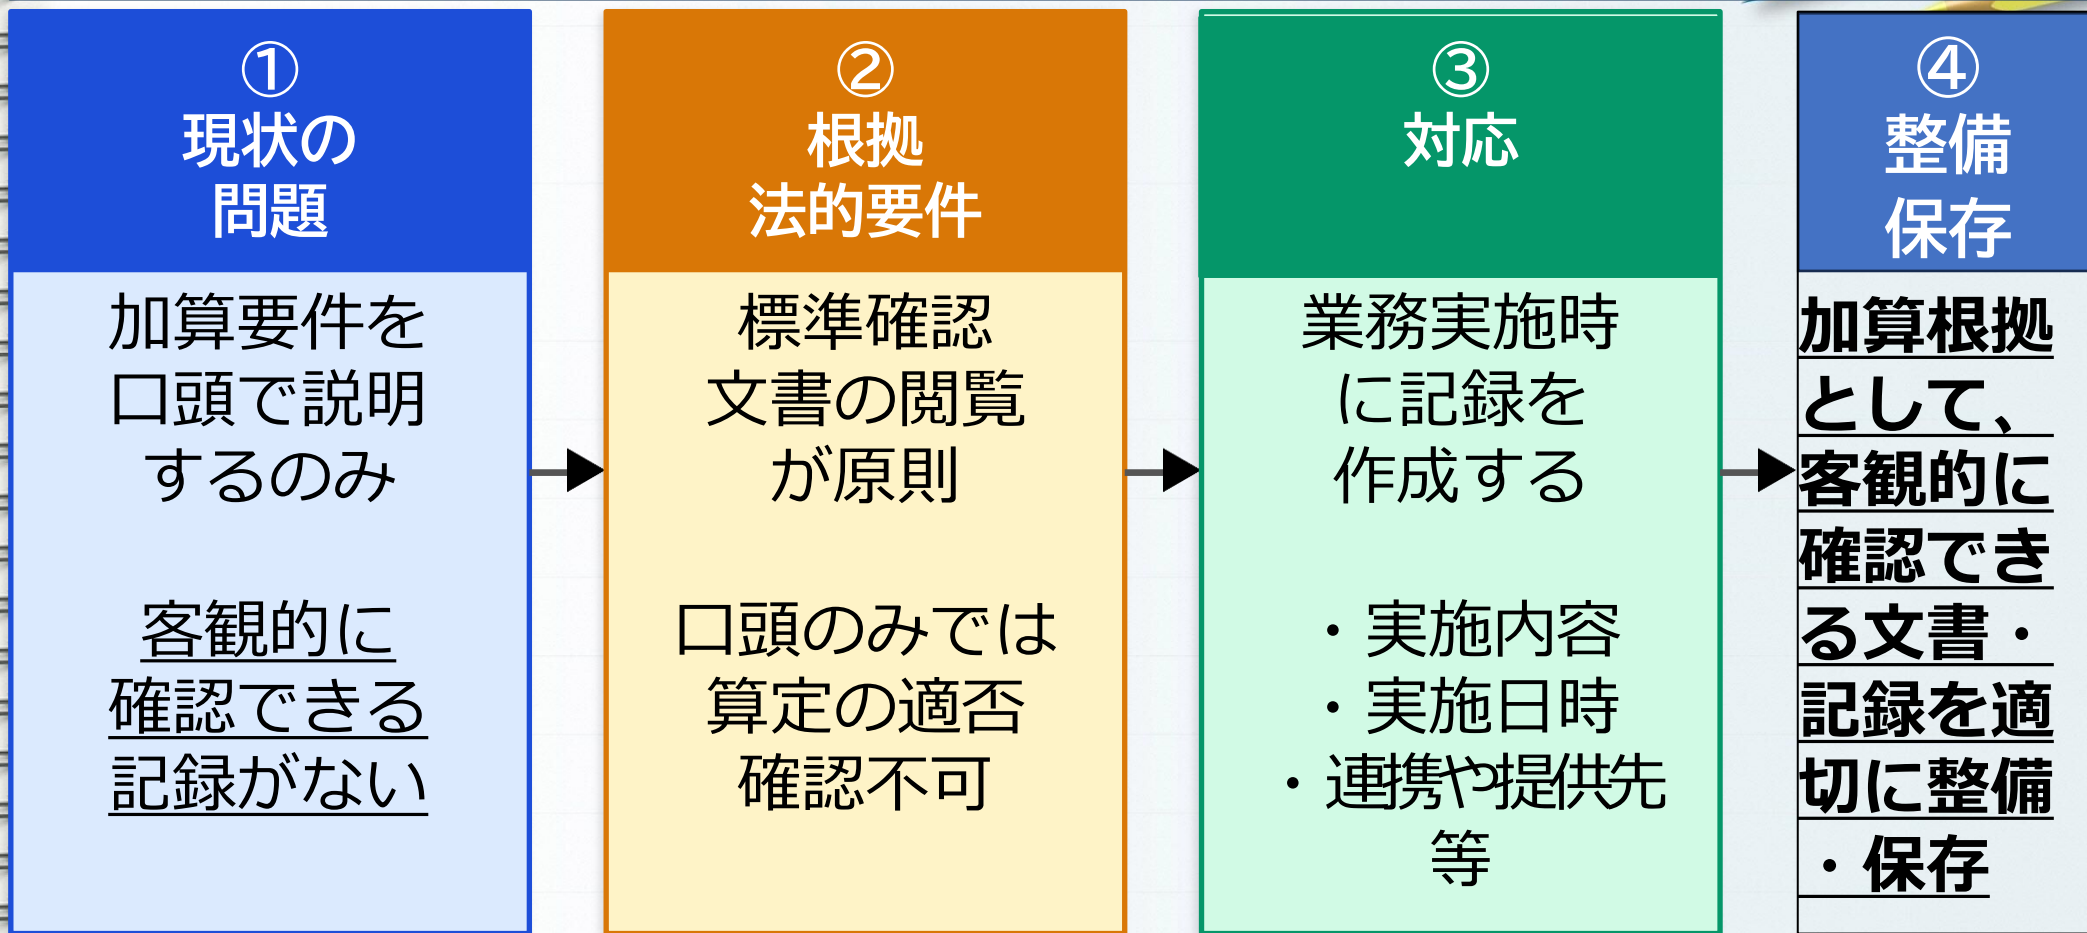 ①
現状の
問題
加算要件を
口頭で説明
するのみ
客観的に
確認できる
記録がない
②
根拠
法的要件
標準確認
文書の閲覧
が原則
口頭のみでは
算定の適否
確認不可
③
対応
業務実施時
に記録を
作成する
・実施内容
・実施日時
・連携や提供先
等
④
整備
保存
加算根拠
として、
客観的に
確認でき
る文書・
記録を適
切に整備
・保存